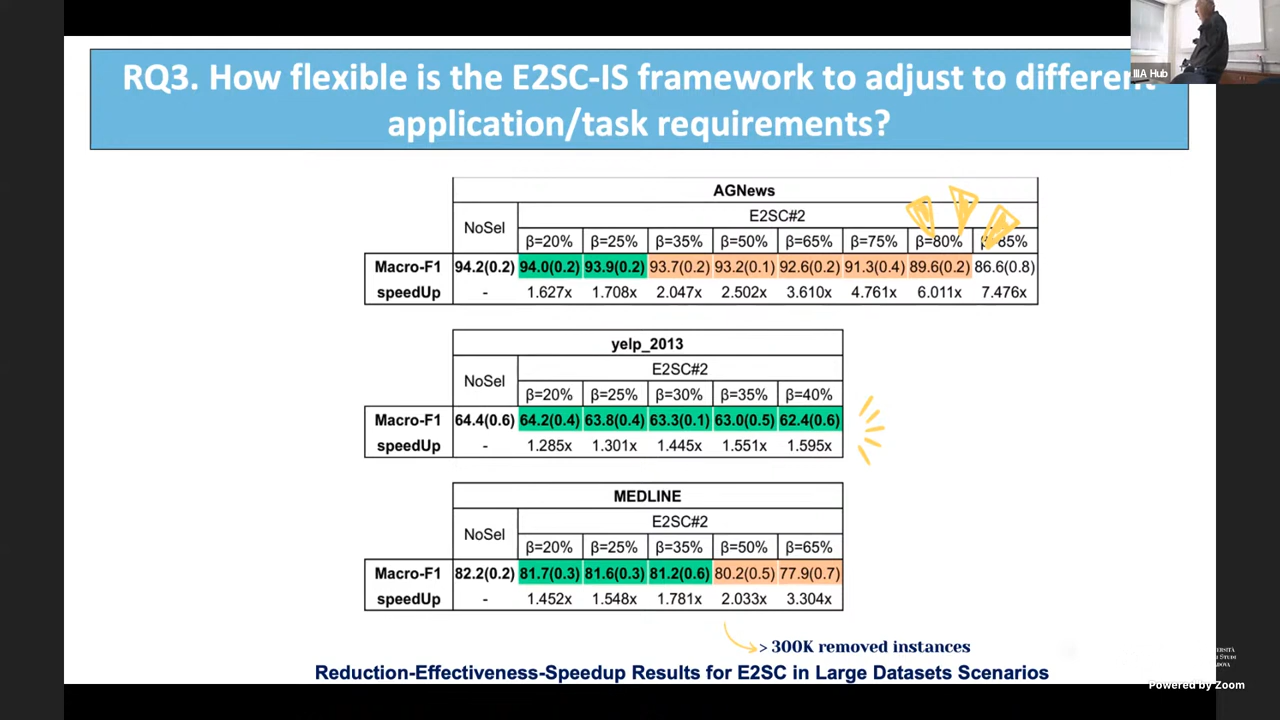 RQ3. How flexible is the E2SC-IS framework to adjust to different
application/task requirements?
IIIA Hub
AGNews
NoSel
E2SC#2
β=20% β=25% β=35% β=50% β=65% β=75% β=80% β=85%
Macro-F1 94.2(0.2) 94.0(0.2) 93.9(0.2) 93.7(0.2) 93.2(0.1) 92.6(0.2) 91.3(0.4) 89.6(0.2) 86.6(0.8)
speedUp - 1.627x 1.708x 2.047x 2.502x 3.610x 4.761x 6.011x 7.476x
yelp_2013
NoSel
E2SC#2
β=20% β=25% β=30% β=35% β=40%
Macro-F1 64.4(0.6) 64.2(0.4) 63.8(0.4) 63.3(0.1) 63.0(0.5) 62.4(0.6)
speedUp - 1.285x 1.301x 1.445x 1.551x 1.595x
MEDLINE
NoSel
E2SC#2
β=20% β=25% β=35% β=50% β=65%
Macro-F1 82.2(0.2) 81.7(0.3) 81.6(0.3) 81.2(0.6) 80.2(0.5) 77.9(0.7)
speedUp - 1.452x 1.548x 1.781x 2.033x 3.304x
> 300K removed instances
Reduction-Effectiveness-Speedup Results for E2SC in Large Datasets Scenarios
Powered by Zoom